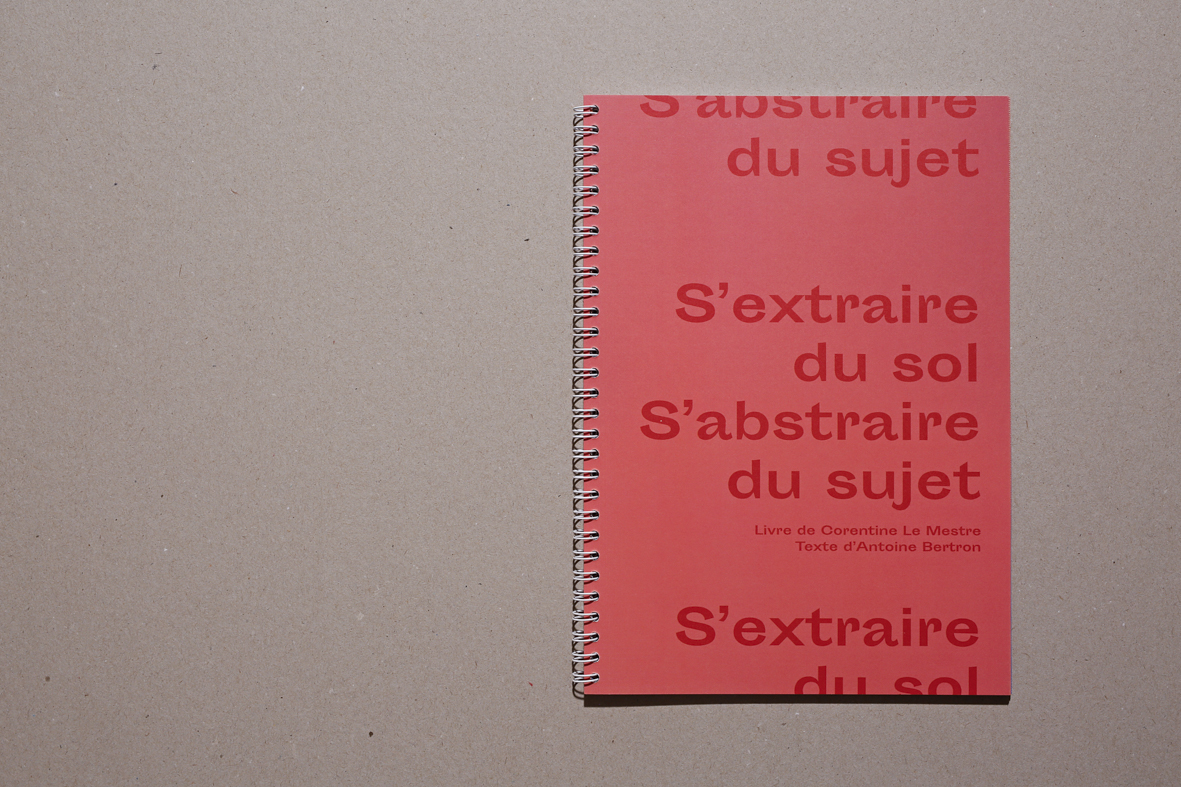 S’abstraire
du sujet
S’extraire
du sol
S’abstraire
du sujet
Livre de Corentine Le Mestre
Texte d’Antoine Bertron
S’extraire
du sol